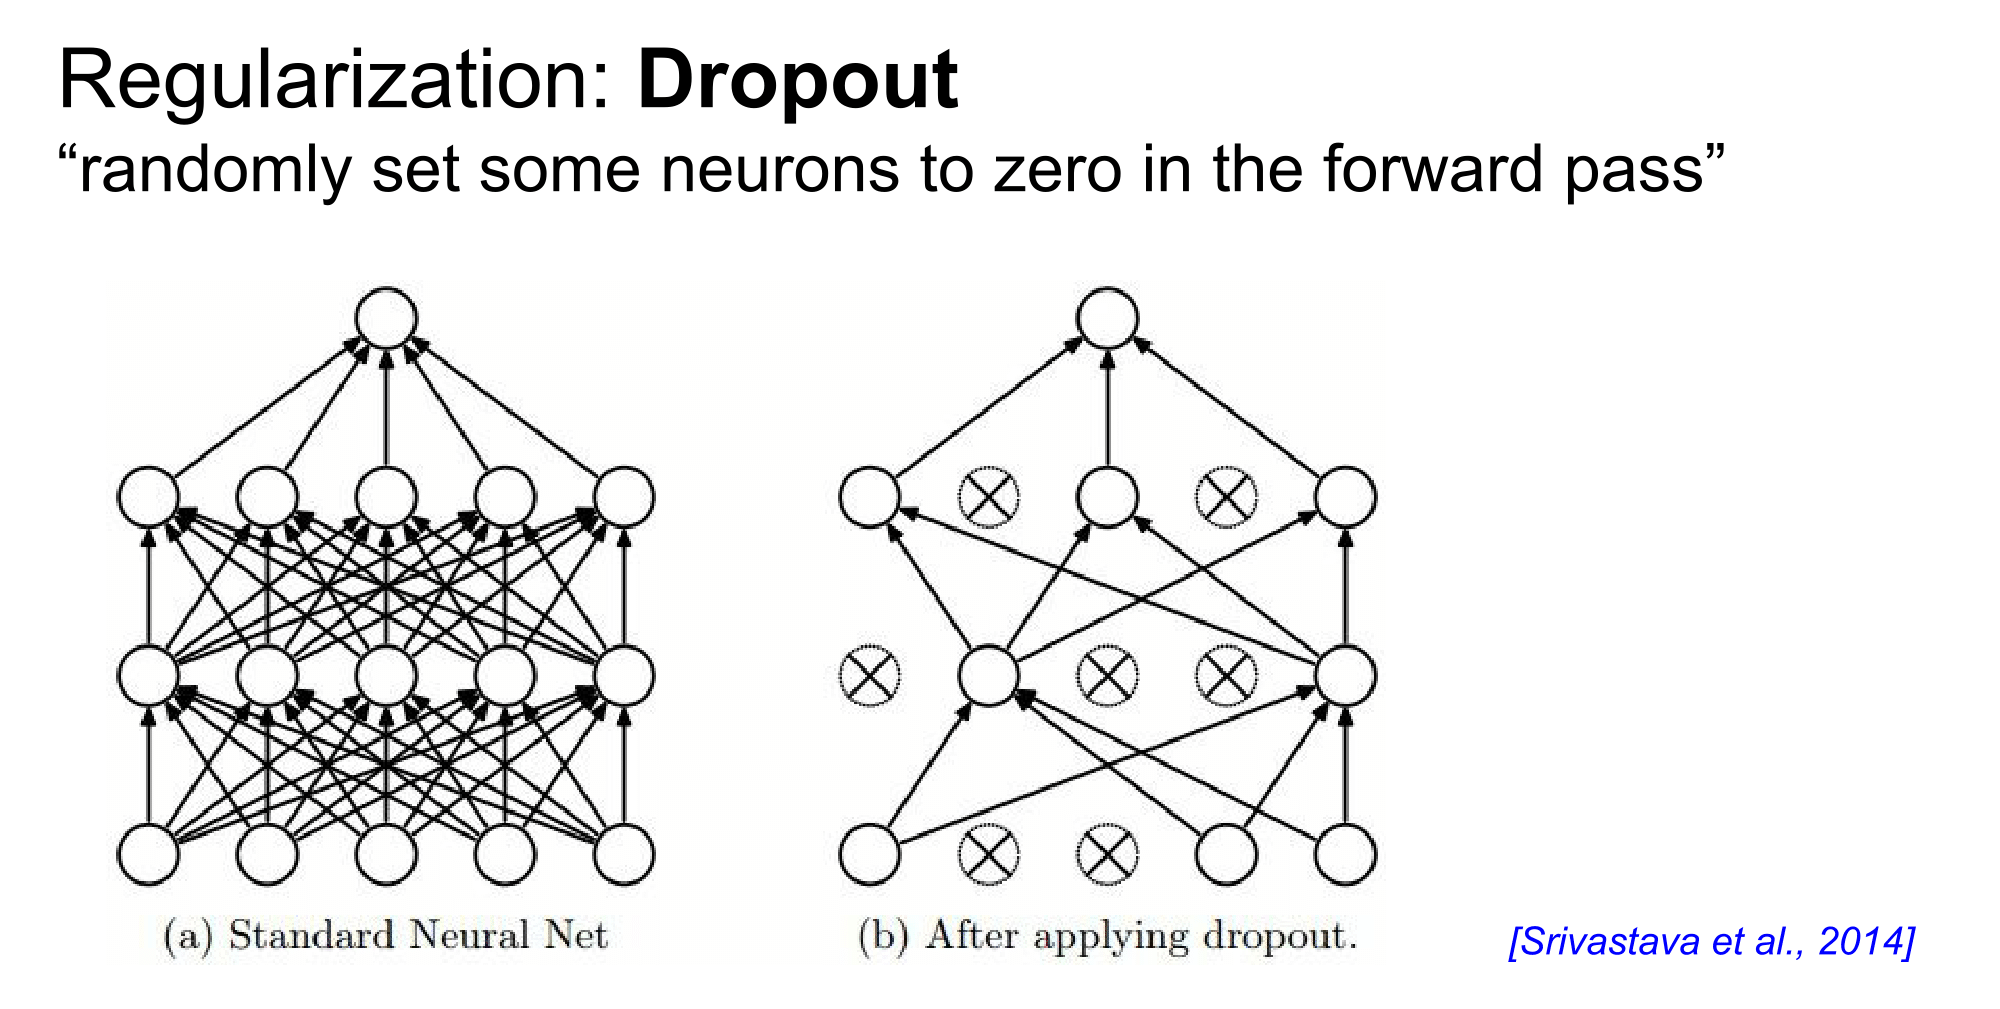 Regularization: Dropout
“randomly set some neurons to zero in the forward pass”
(a) Standard Neural Net
(b) After applying dropout.
[Srivastava et al., 2014]